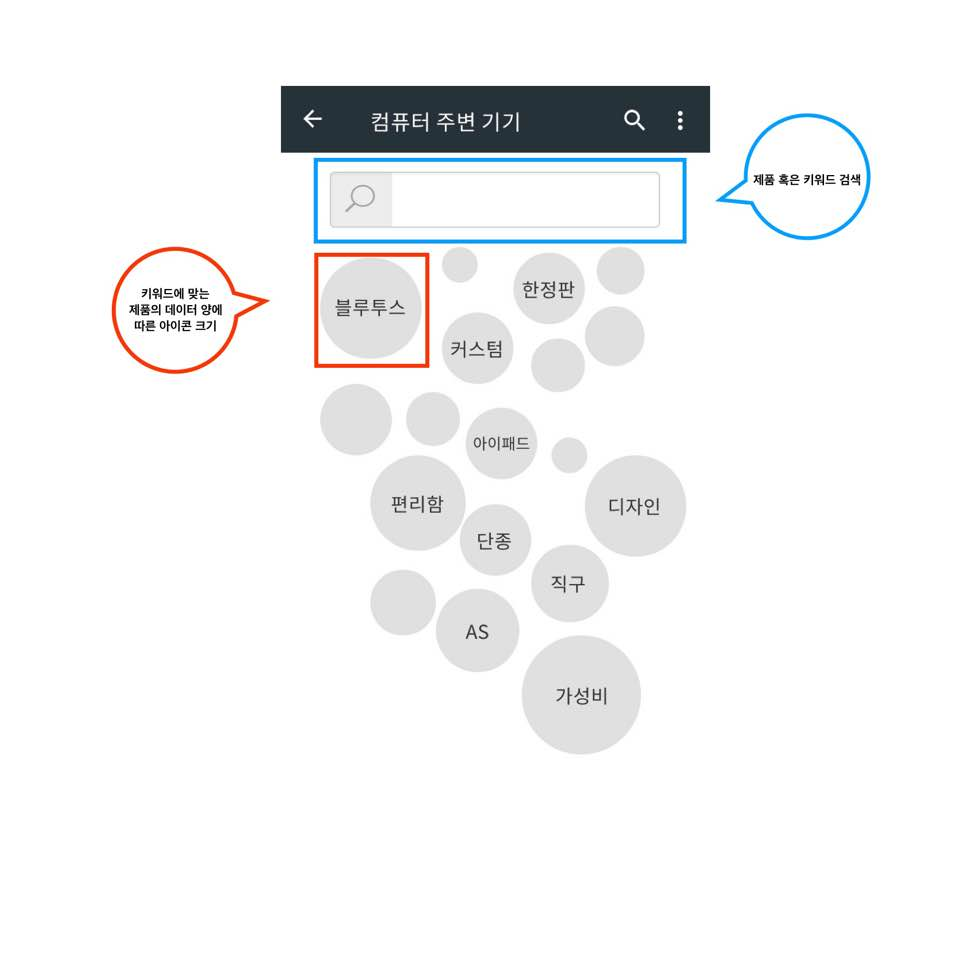 컴퓨터 주변 기기
제품 혹은 키워드 검색
키워드에 맞는
제품의 데이터 양에
따른 아이콘 크기
블루투스
한정판
커스텀
아이패드
편리함
디자인
단종
직구
AS
가성비